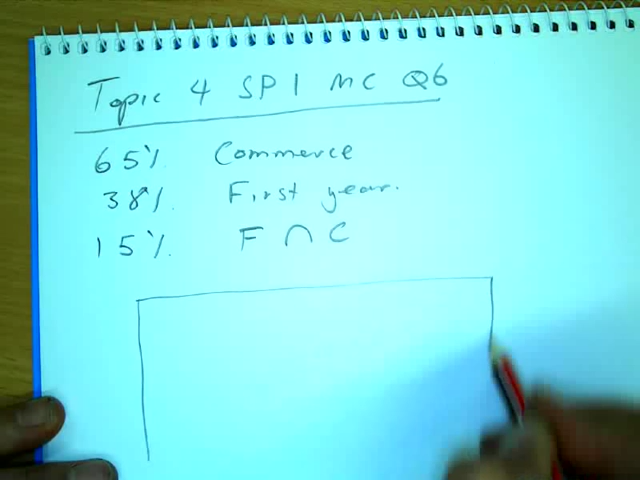 Topic 4 SP1 MC Q6
65% Commerce
38% First year.
15% F ∩ C